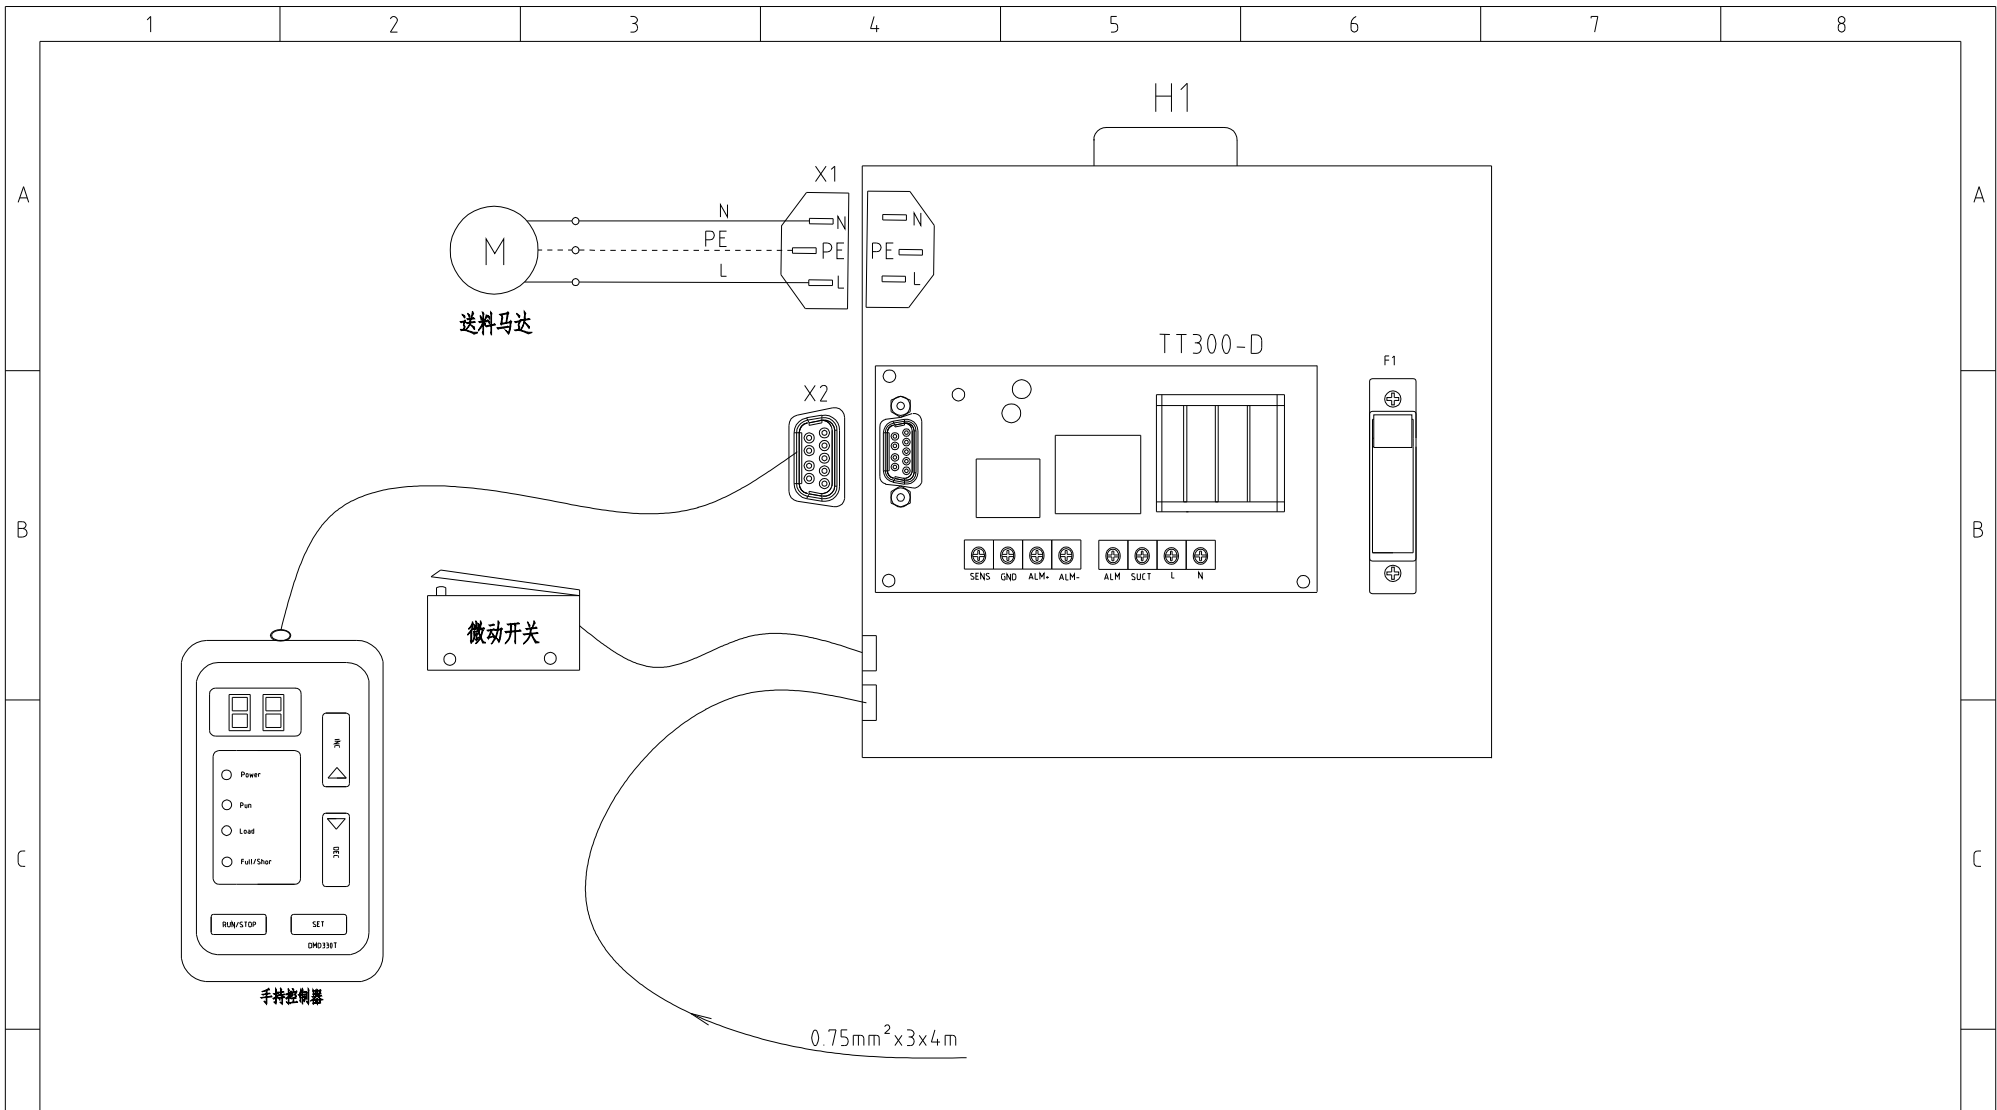 1 2 3 4 5 6 7 8
H1
A A
X1
N N N
PE PE PE
L L L
M
送料马达
TT300-D
F1
X2
B B
SENS GND ALM+ ALM- ALM SUCT L N
微动开关
INC
Power
Pun
Load
DEC
Full/Shor
C C
RUN/STOP SET
DMD330T
手持控制器
0.75mm²x3x4m